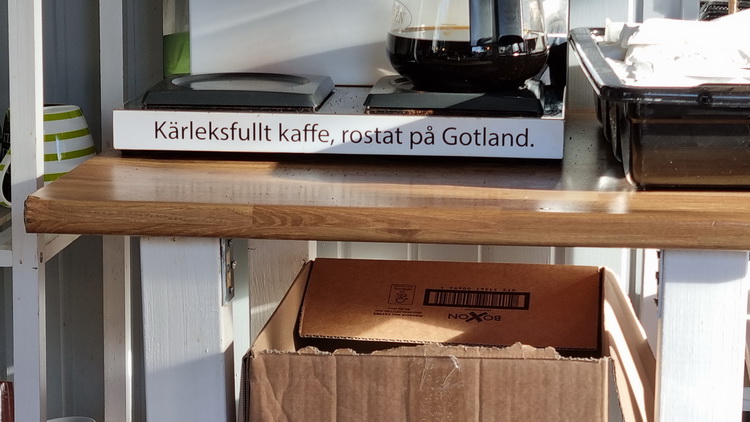 Kärleksfullt kaffe, rostat på Gotland.
BOXON